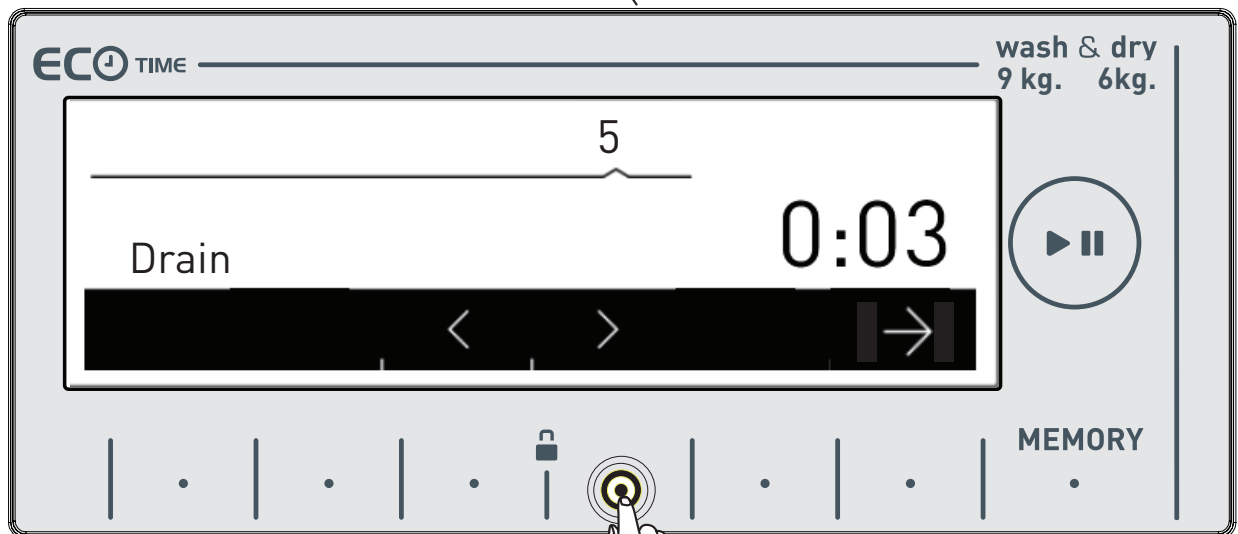 ECO TIME
wash & dry
9 kg. 6kg.
5
Drain
0:03
MEMORY